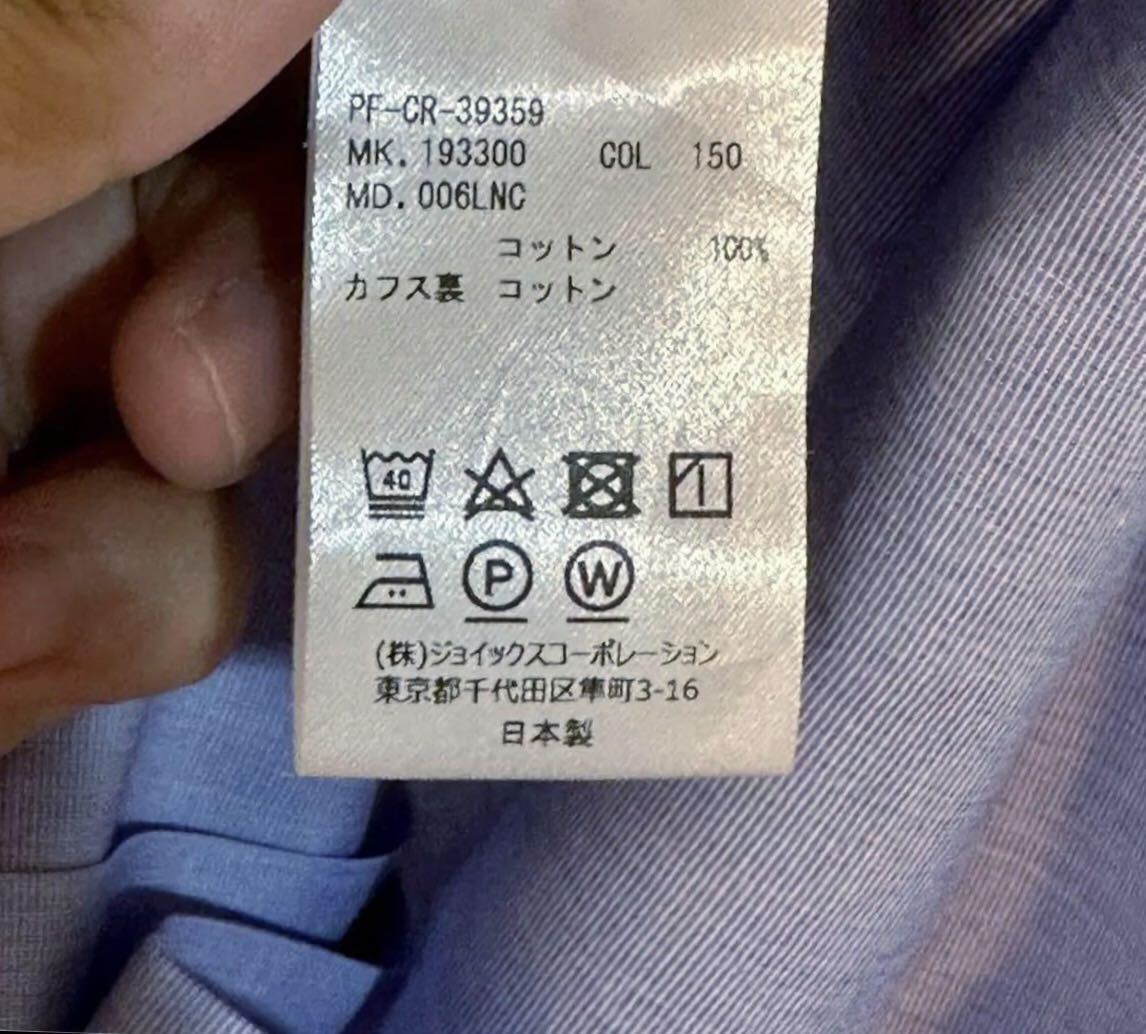 PF-CR-39359
MK. 193300 COL 150
MD. 006LNC
コットン 100%
カフス裏 コットン
40
P W
(株)ジョイックスコーポレーション
東京都千代田区隼町3-16
日本製